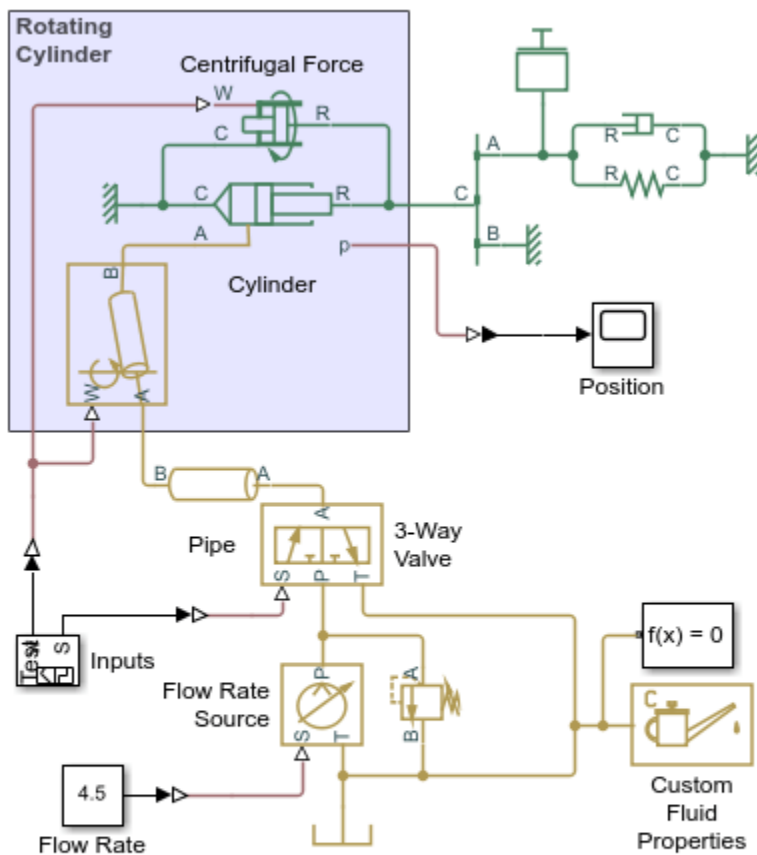 Rotating
Cylinder
Centrifugal Force
W
R
C
A
R
C
C
R
C
R
C
A
B
p
B
Cylinder
W
A
Position
B
A
A
Pipe
3-Way
Valve
S
P
T
S
Inputs
f(x) = 0
P
A
Flow Rate
Source
C
S
T
B
4.5
Flow Rate
Custom
Fluid
Properties